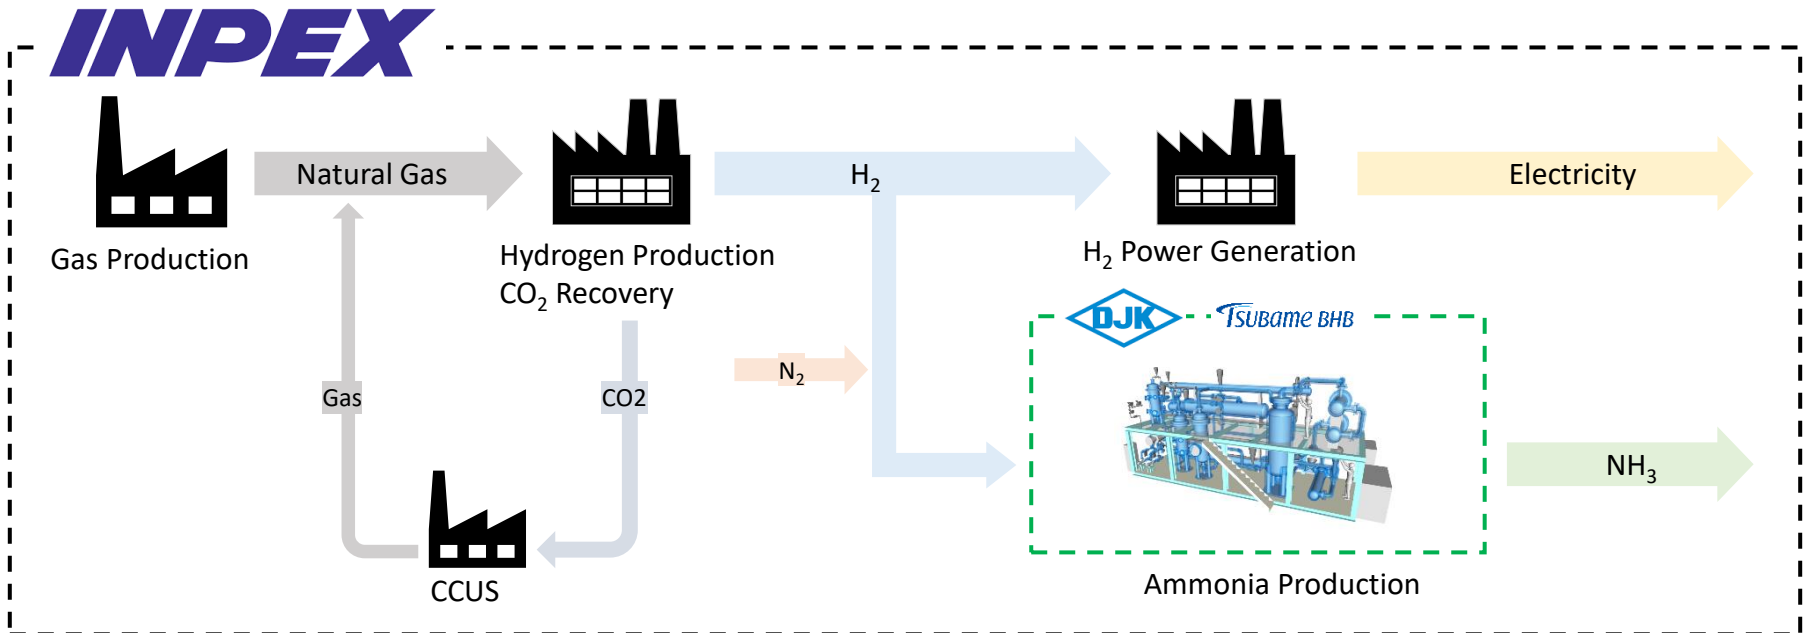 INPEX
Natural Gas
H₂
Electricity
Gas Production
Hydrogen Production
CO₂ Recovery
H₂ Power Generation
DJK
TSUBAME BHB
N₂
Gas
CO2
NH₃
CCUS
Ammonia Production